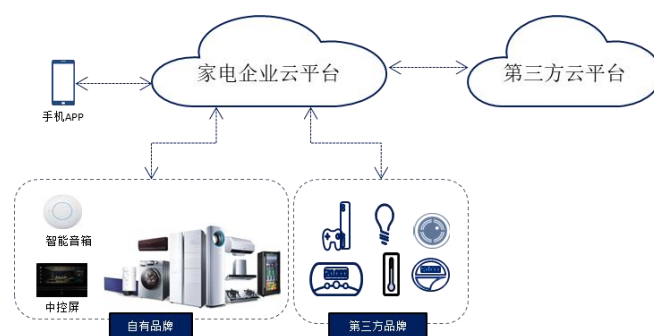 家电企业云平台
第三方云平台
手机APP
智能音箱
中控屏
自有品牌
第三方品牌